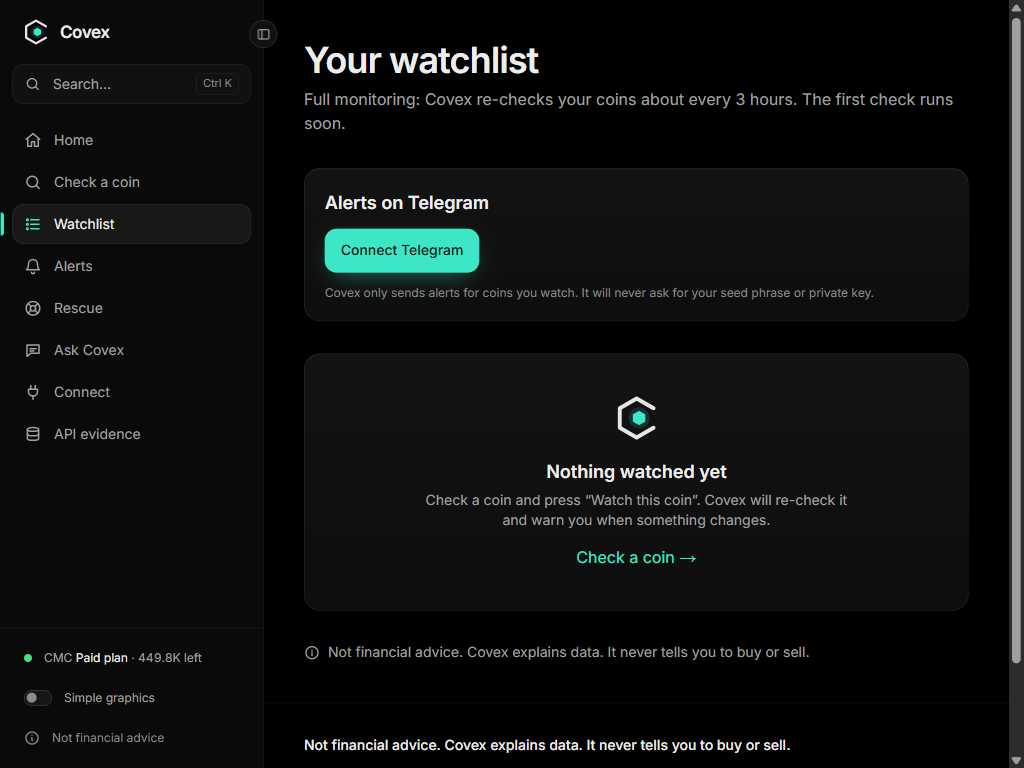 Covex
Search...
Ctrl K
Home
Check a coin
Watchlist
Alerts
Rescue
Ask Covex
Connect
API evidence
CMC Paid plan · 449.8K left
Simple graphics
Not financial advice
Your watchlist
Full monitoring: Covex re-checks your coins about every 3 hours. The first check runs
soon.
Alerts on Telegram
Connect Telegram
Covex only sends alerts for coins you watch. It will never ask for your seed phrase or private key.
Nothing watched yet
Check a coin and press “Watch this coin”. Covex will re-check it
and warn you when something changes.
Check a coin →
Not financial advice. Covex explains data. It never tells you to buy or sell.
Not financial advice. Covex explains data. It never tells you to buy or sell.